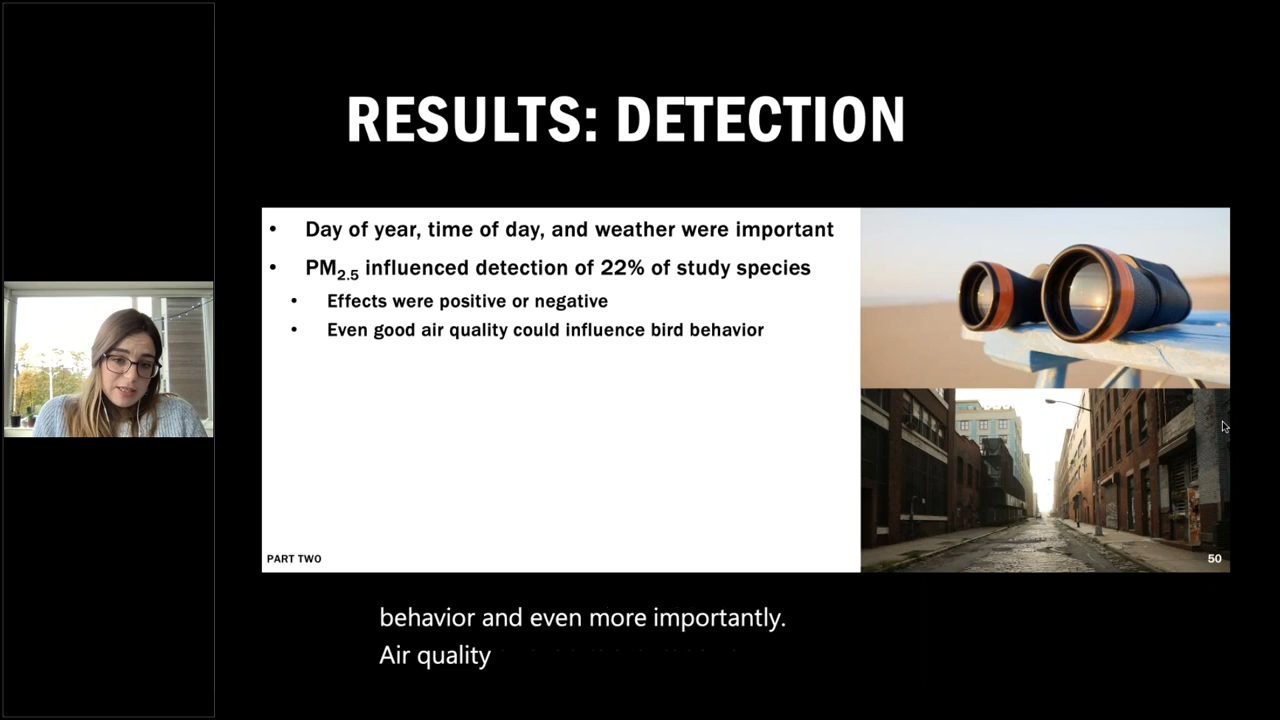 RESULTS: DETECTION
• Day of year, time of day, and weather were important
• PM2.5 influenced detection of 22% of study species
• Effects were positive or negative
• Even good air quality could influence bird behavior
PART TWO
50
behavior and even more importantly.
Air quality